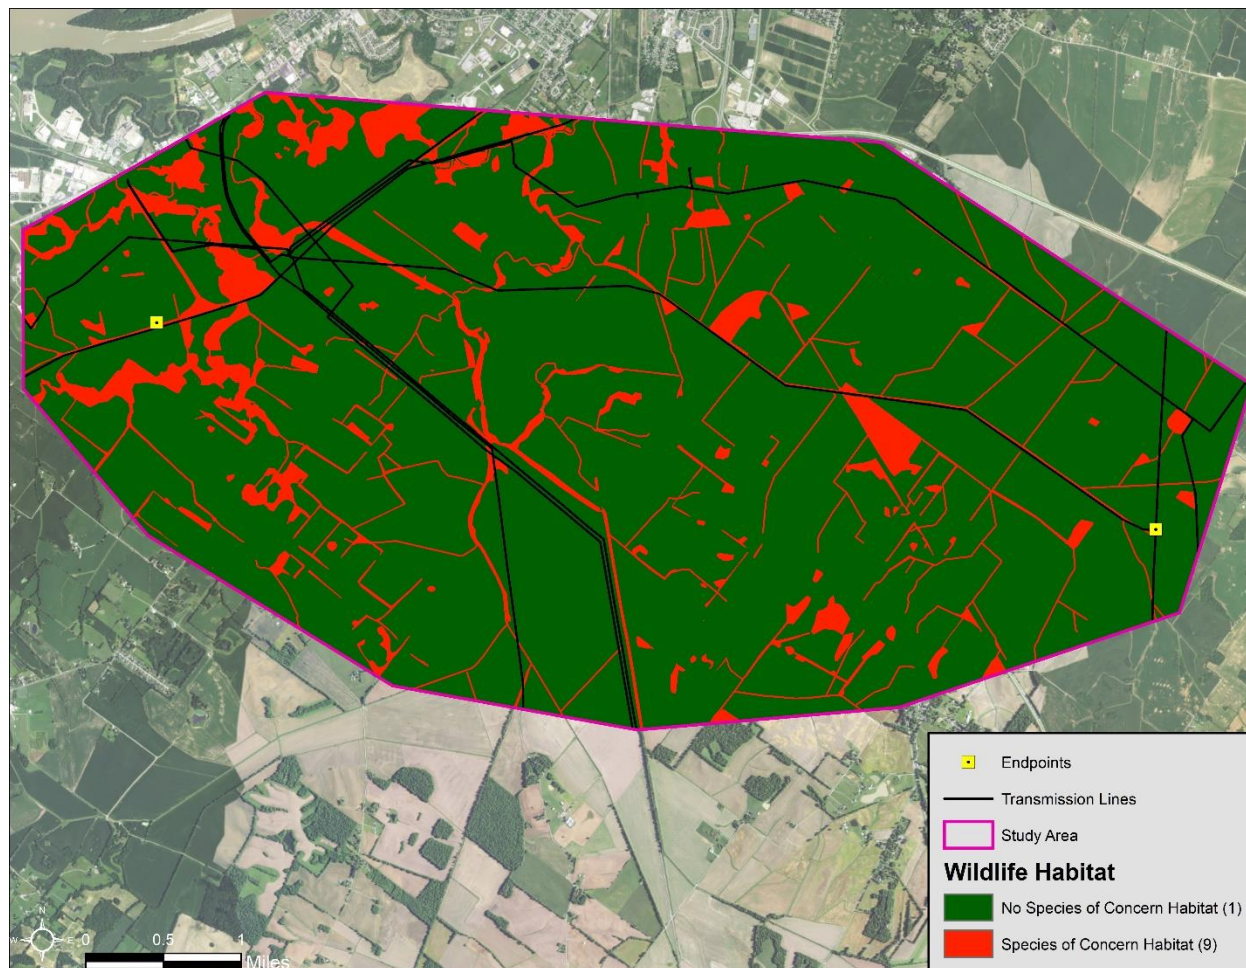 Endpoints
Transmission Lines
Study Area
Wildlife Habitat
No Species of Concern Habitat (1)
Species of Concern Habitat (9)
N
W E
S
0 0.5 1
Miles